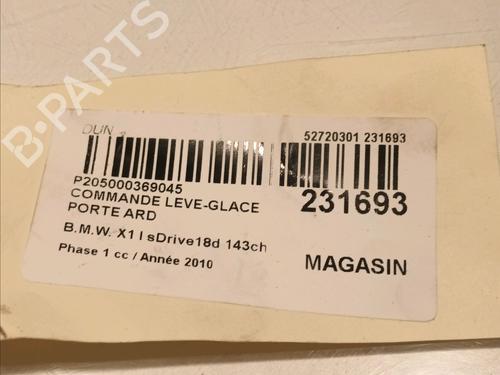 B-PARTS
DUN
52720301 231693
P205000369045
COMMANDE LEVE-GLACE
PORTE ARD
231693
B.M.W. X1 I sDrive18d 143ch
Phase 1 cc / Année 2010
MAGASIN